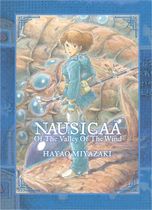 NAUSICAÄ
Of The Valley Of The Wind
HAYAO MIYAZAKI